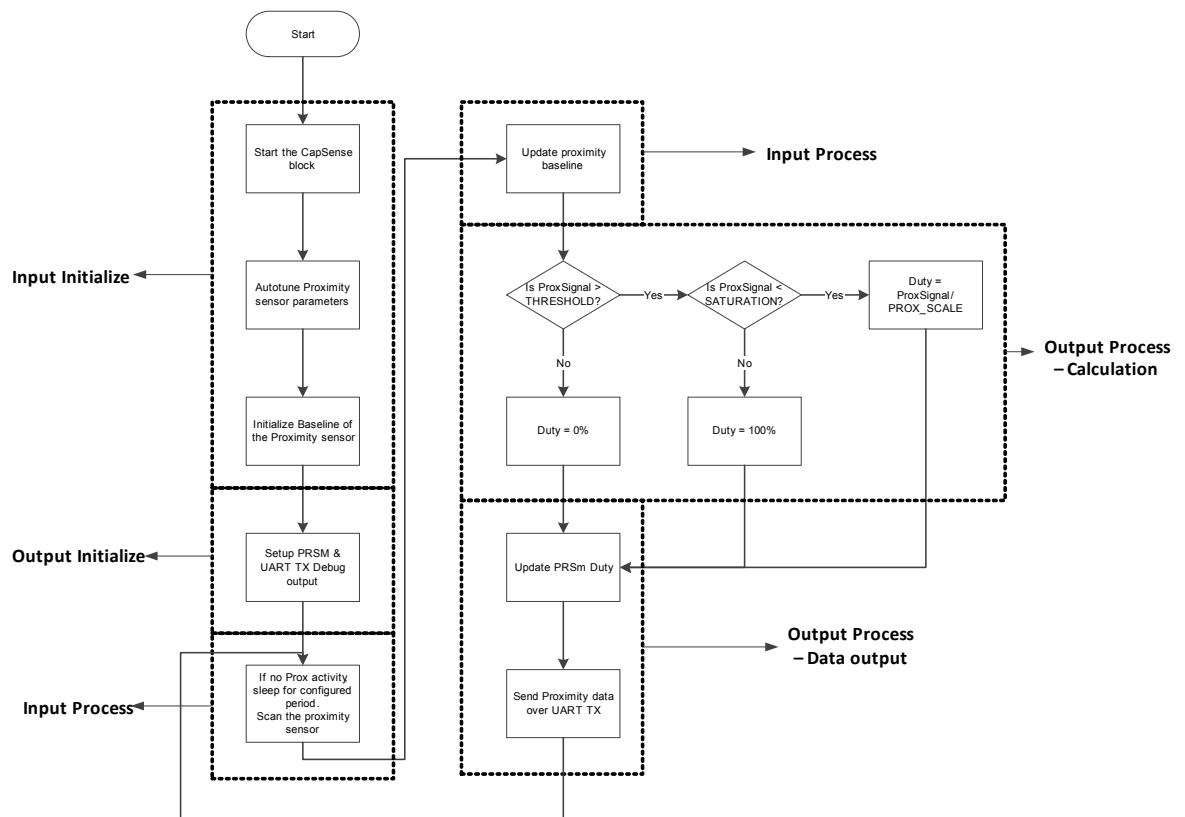 Start
Start the CapSense
block
Autotune Proximity
sensor parameters
Initialize Baseline of
the Proximity sensor
Input Initialize
Setup PRSM &
UART TX Debug
output
Output Initialize
If no Prox activity,
sleep for configured
period.
Scan the proximity
sensor
Input Process
Update proximity
baseline
Input Process
Is ProxSignal >
THRESHOLD?
Yes
Is ProxSignal <
SATURATION?
Yes
Duty =
ProxSignal/
PROX_SCALE
No
No
Duty = 0%
Duty = 100%
Output Process
– Calculation
Update PRSm Duty
Send Proximity data
over UART TX
Output Process
– Data output